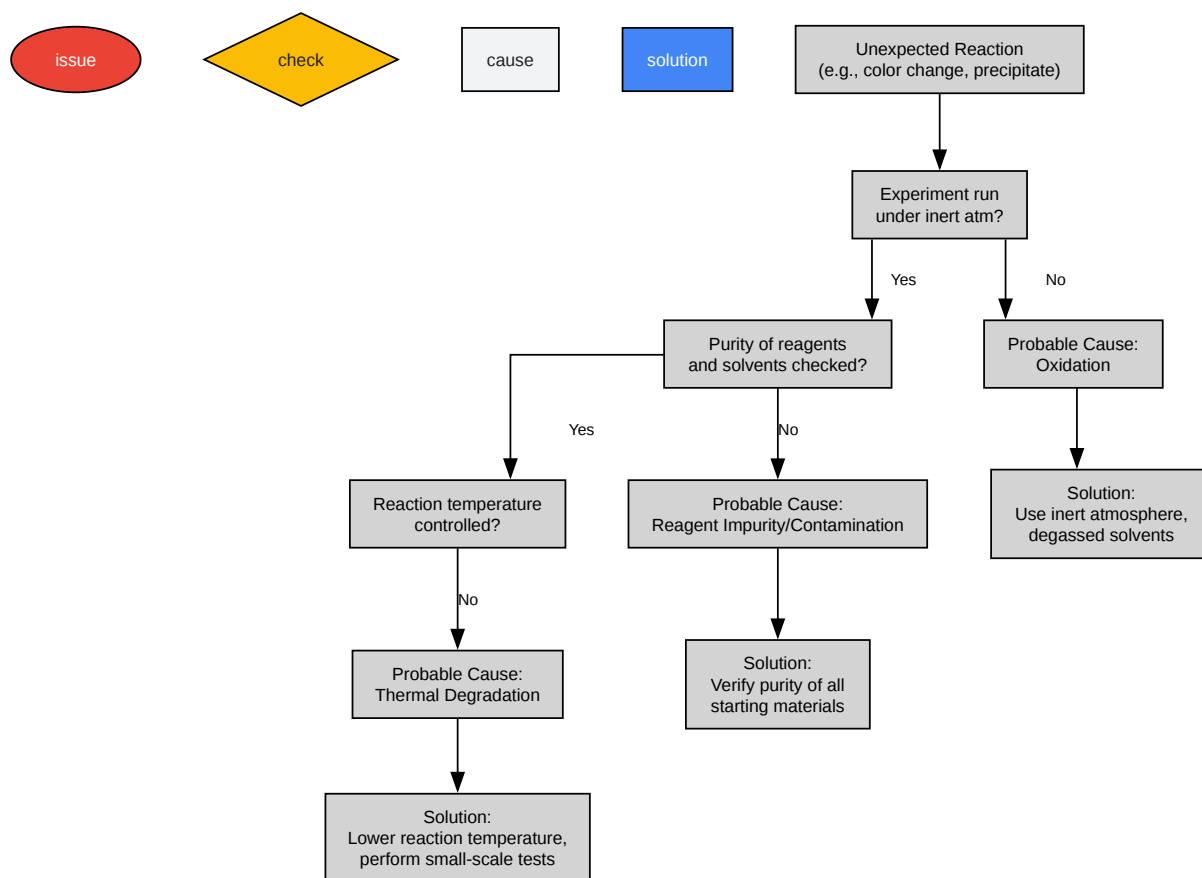 issue
check
cause
solution
Unexpected Reaction
(e.g., color change, precipitate)
Experiment run
under inert atm?
Yes
No
Purity of reagents
and solvents checked?
Probable Cause:
Oxidation
Yes
No
Reaction temperature
controlled?
Probable Cause:
Reagent Impurity/Contamination
Solution:
Use inert atmosphere,
degassed solvents
No
Probable Cause:
Thermal Degradation
Solution:
Verify purity of all
starting materials
Solution:
Lower reaction temperature,
perform small-scale tests